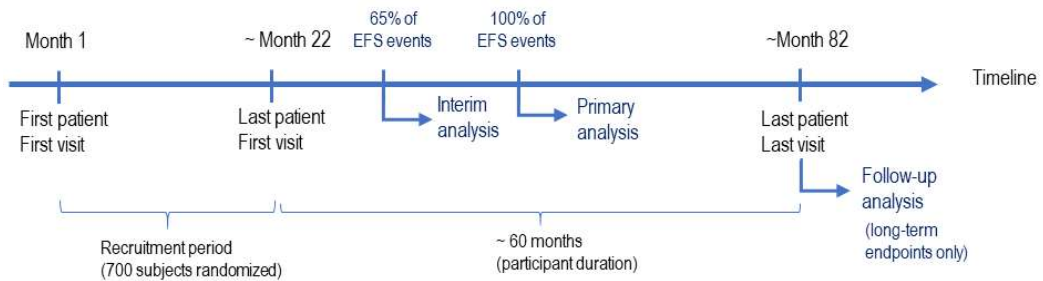 65% of
EFS events
100% of
EFS events
Month 1
~ Month 22
~Month 82
Timeline
First patient
First visit
Last patient
First visit
Interim
analysis
Primary
analysis
Last patient
Last visit
Follow-up
analysis
(long-term
endpoints only)
Recruitment period
(700 subjects randomized)
~ 60 months
(participant duration)